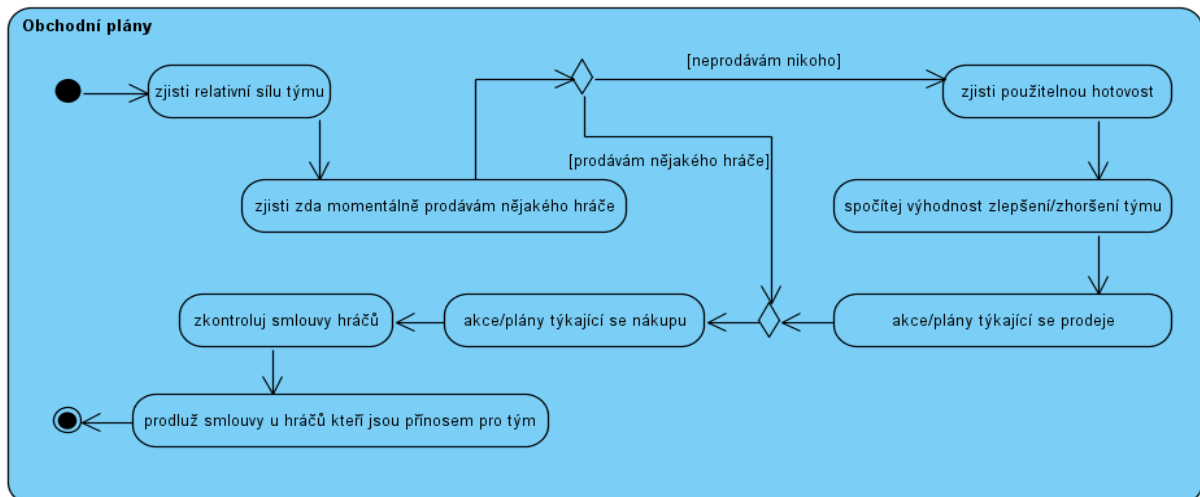 Obchodní plány
zjisti relativní sílu týmu
[neprodávám nikoho]
zjisti použitelnou hotovost
[prodávám nějakého hráče]
zjisti zda momentálně prodávám nějakého hráče
spočítej výhodnost zlepšení/zhoršení týmu
zkontroluj smlouvy hráčů
akce/plány týkající se nákupu
akce/plány týkající se prodeje
prodluž smlouvy u hráčů kteří jsou přínosem pro tým